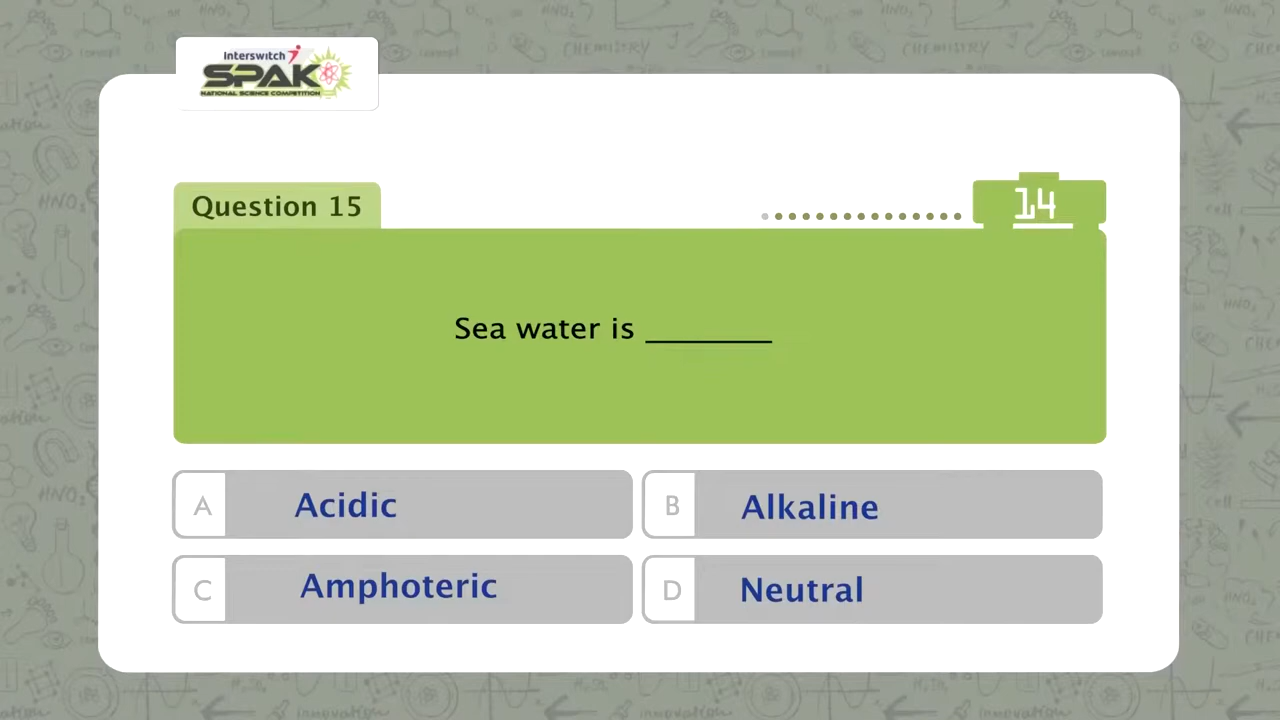 interswitch
SPAK
NATIONAL SCIENCE COMPETITION
Question 15
14
Sea water is ________
A Acidic
B Alkaline
C Amphoteric
D Neutral